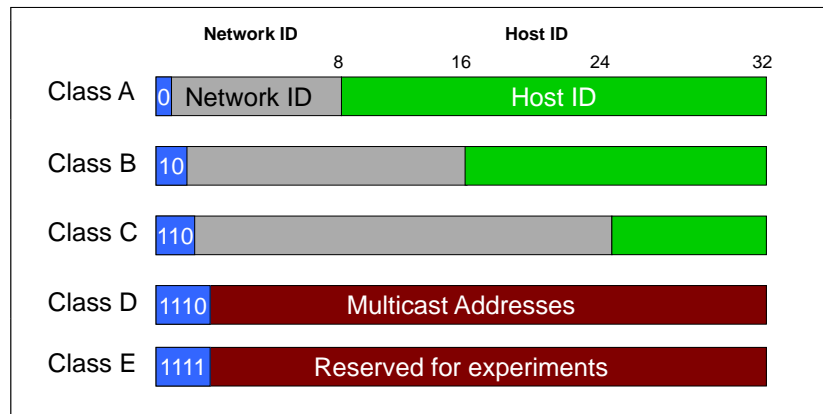 Network ID Host ID
8 16 24 32
Class A 0 Network ID Host ID
Class B 10
Class C 110
Class D 1110 Multicast Addresses
Class E 1111 Reserved for experiments